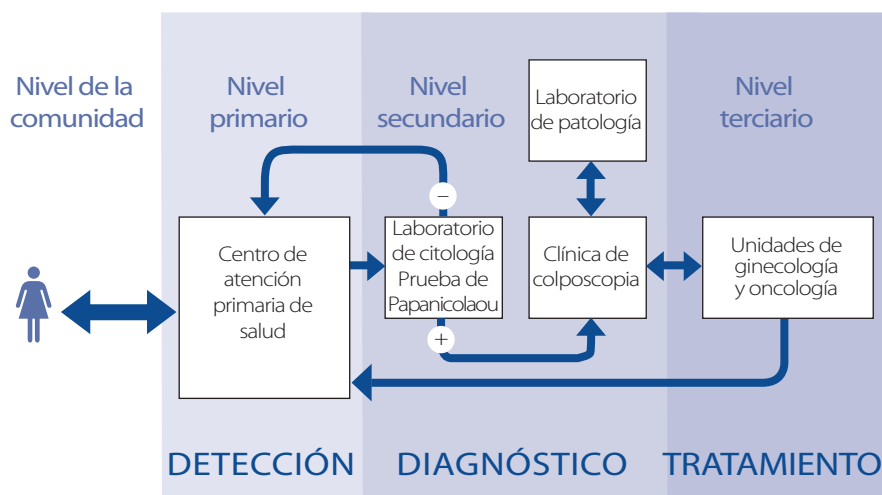 Nivel de la
comunidad
Nivel
primario
Nivel
secundario
Laboratorio
de patología
Nivel
terciario
−
Centro de
atención
primaria de
salud
Laboratorio
de citología
Prueba de
Papanicolaou
Clínica de
colposcopia
Unidades de
ginecología
y oncología
+
DETECCIÓN
DIAGNÓSTICO
TRATAMIENTO